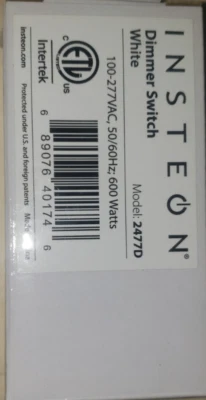 INSTEON®
Dimmer Switch
White
Model: 2477D
100-277VAC, 50/60Hz; 600 Watts
C ETL US
Intertek
6 89076 40174 6
insteon.com
Protected under U.S. and foreign patents